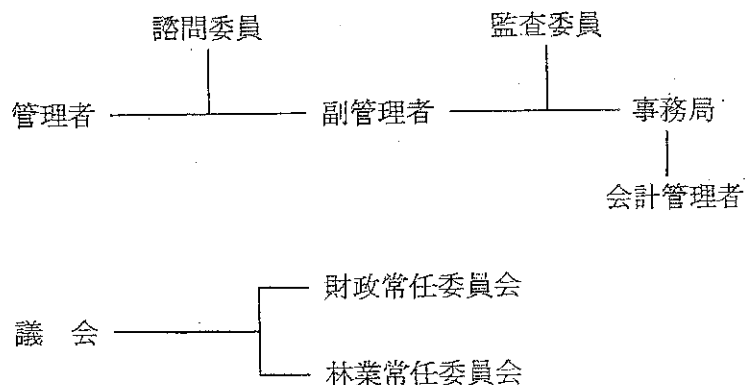 諮問委員 監査委員
管理者 副管理者 事務局
会計管理者
財政常任委員会
議 会
林業常任委員会